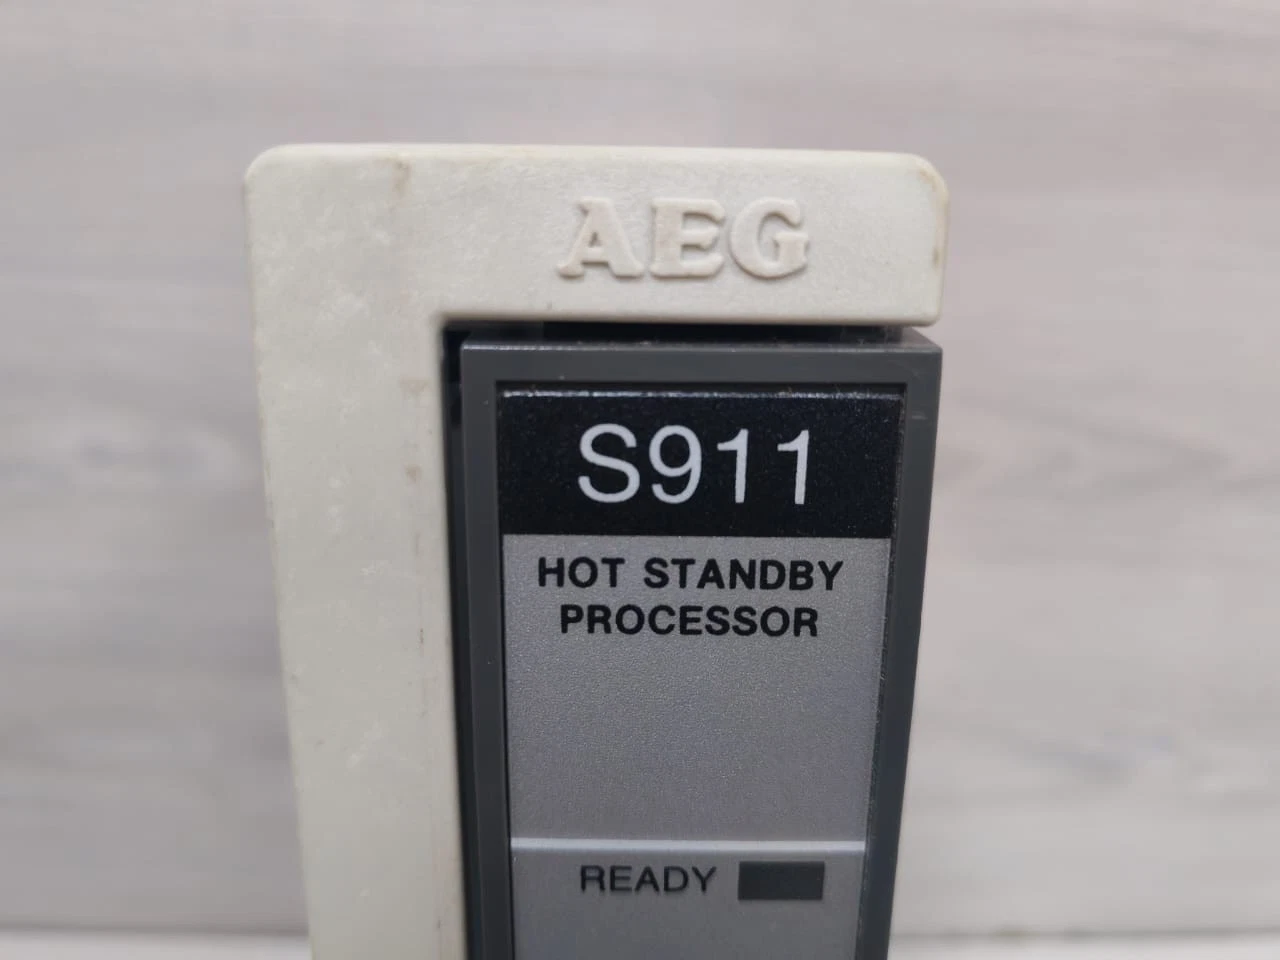 AEG
S911
HOT STANDBY
PROCESSOR
READY